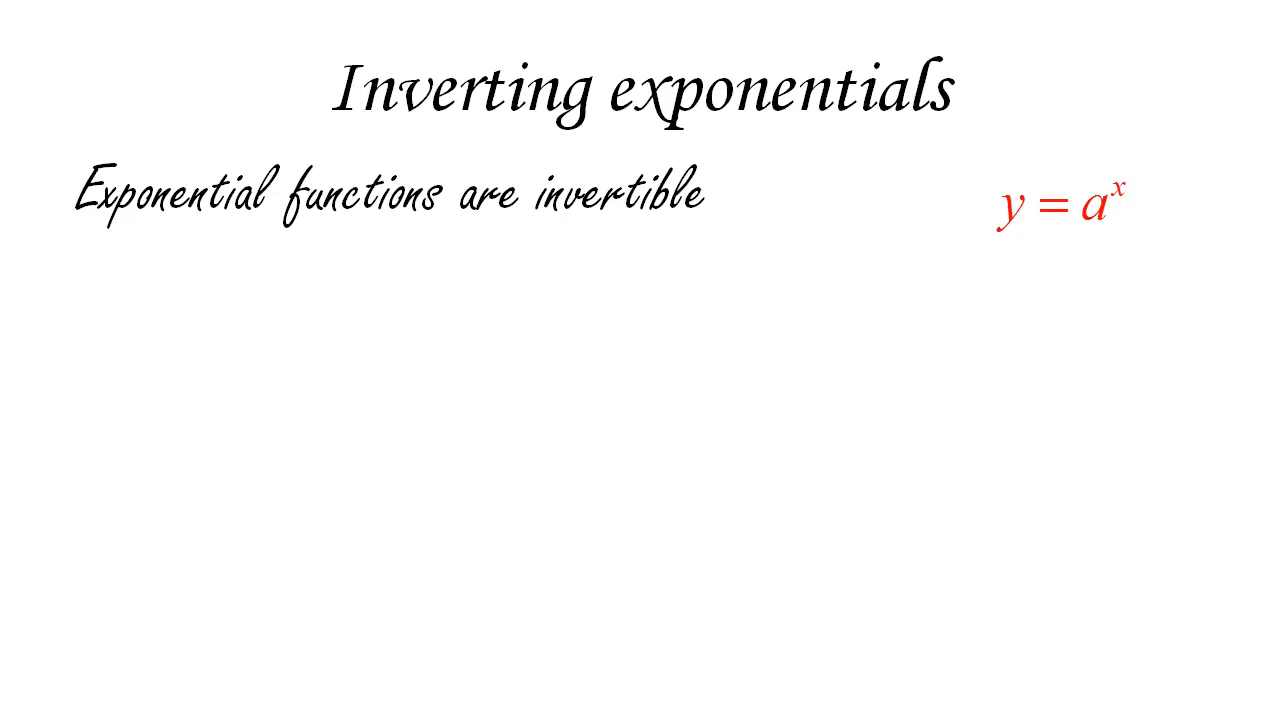 Inverting exponentials
Exponential functions are invertible
y = a^x